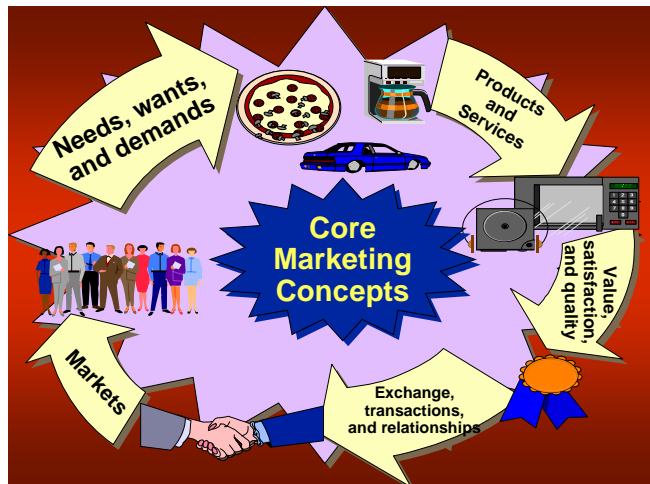 Needs, wants,
and demands
Products
and
Services
Value,
satisfaction,
and quality
Exchange,
transactions,
and relationships
Markets
Core
Marketing
Concepts